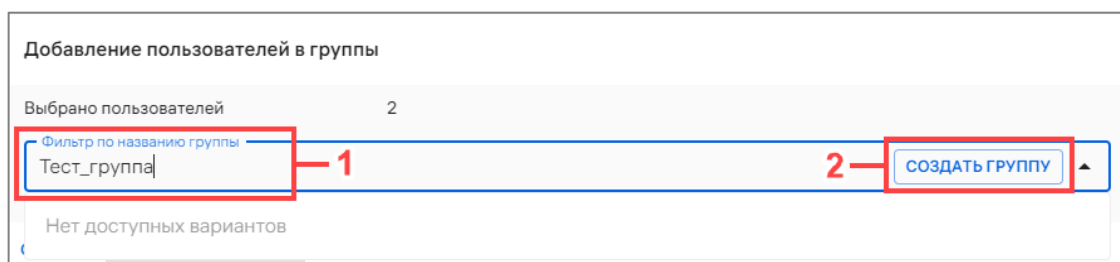 Добавление пользователей в группы
Выбрано пользователей 2
Фильтр по названию группы
Тест_группа 1 2 СОЗДАТЬ ГРУППУ
Нет доступных вариантов